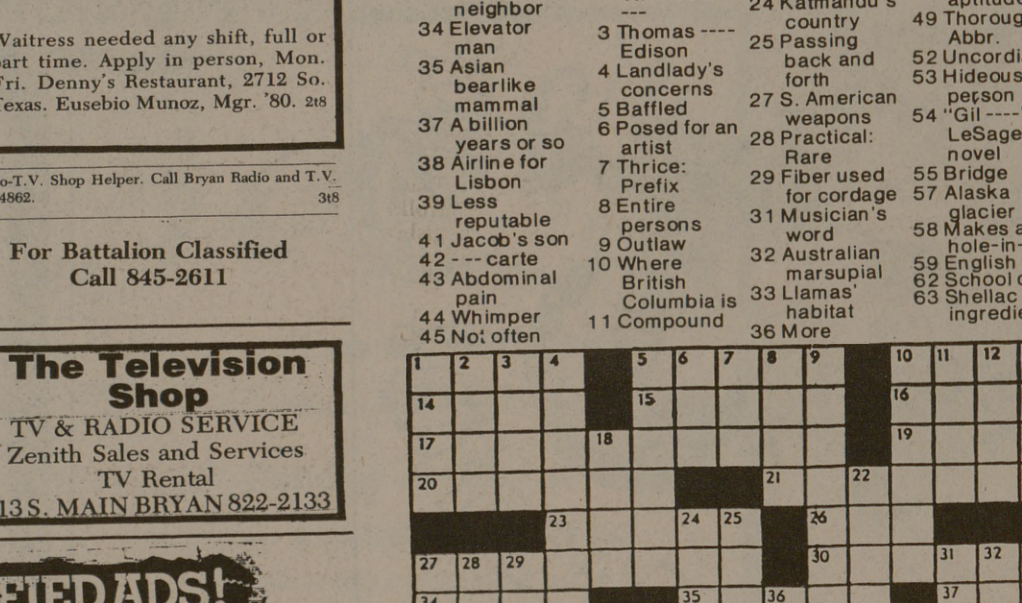 Waitress needed any shift, full or
part time. Apply in person, Mon.
Fri. Denny's Restaurant, 2712 So.
Texas. Eusebio Munoz, Mgr. '80. 2t8
o-T.V. Shop Helper. Call Bryan Radio and T.V.
4862. 3t8
For Battalion Classified
Call 845-2611
The Television
Shop
TV & RADIO SERVICE
Zenith Sales and Services
TV Rental
13 S. MAIN BRYAN 822-2133
FIED ADS!
neighbor
34 Elevator
man
35 Asian
bearlike
mammal
37 A billion
years or so
38 Airline for
Lisbon
39 Less
reputable
41 Jacob's son
42 --- carte
43 Abdominal
pain
44 Whimper
45 Not often
---
3 Thomas ----
Edison
4 Landlady's
concerns
5 Baffled
6 Posed for an
artist
7 Thrice:
Prefix
8 Entire
persons
9 Outlaw
10 Where
British
Columbia is
11 Compound
24 Katmandu's
country
25 Passing
back and
forth
27 S. American
weapons
28 Practical:
Rare
29 Fiber used
for cordage
31 Musician's
word
32 Australian
marsupial
33 Llamas'
habitat
36 More
aptitude
49 Thoroug
Abbr.
52 Uncordi
53 Hideous
person
54 "Gil ----"
LeSage
novel
55 Bridge
57 Alaska
glacier
58 Makes a
hole-in-
59 English
62 School o
63 Shellac
ingredie
1 2 3 4 5 6 7 8 9 10 11 12
14 15 16
17 18 19
20 21 22
23 24 25 26
27 28 29 30 31 32
34 35 36 37